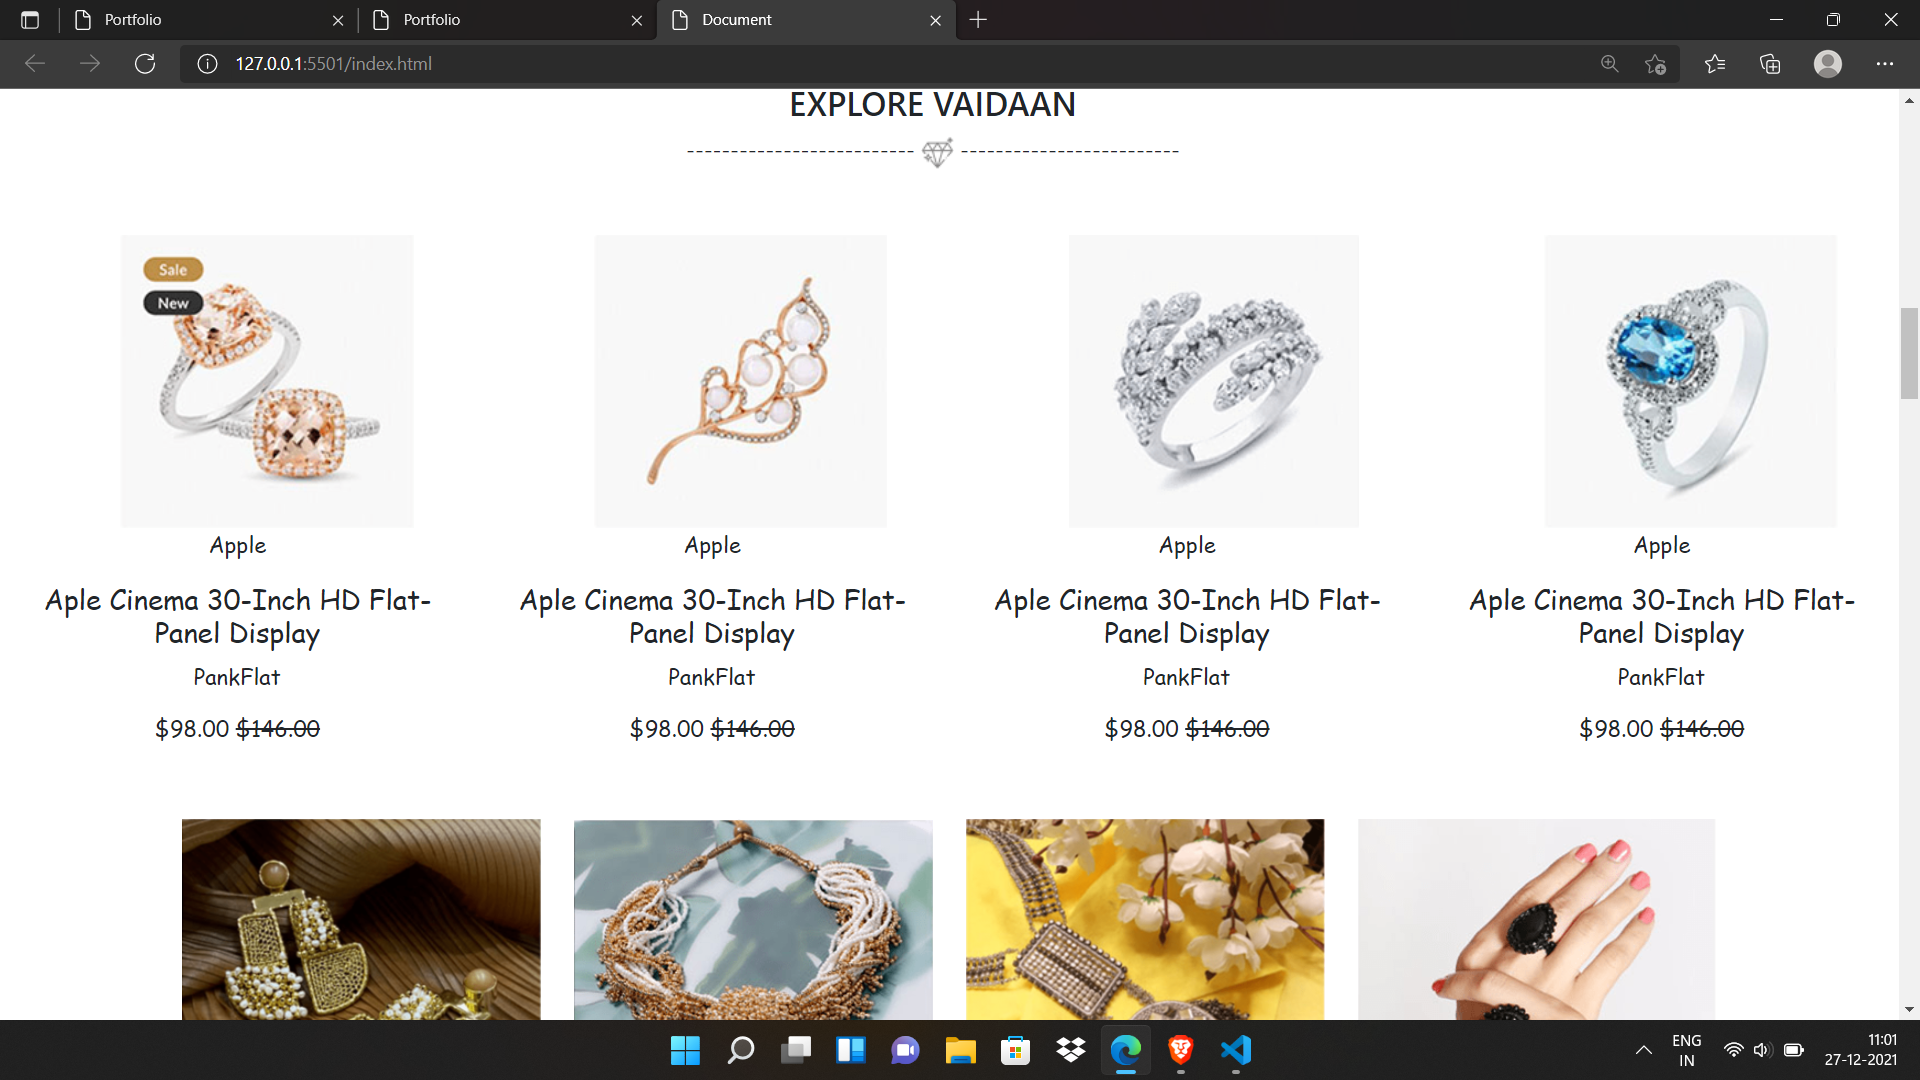 Portfolio
Portfolio
Document
127.0.0.1:5501/index.html
EXPLORE VAIDAAN
Sale
New
Apple
Apple
Apple
Apple
Aple Cinema 30-Inch HD Flat-
Panel Display
Aple Cinema 30-Inch HD Flat-
Panel Display
Aple Cinema 30-Inch HD Flat-
Panel Display
Aple Cinema 30-Inch HD Flat-
Panel Display
PankFlat
PankFlat
PankFlat
PankFlat
$98.00 $146.00
$98.00 $146.00
$98.00 $146.00
$98.00 $146.00
ENG
IN
11:01
27-12-2021